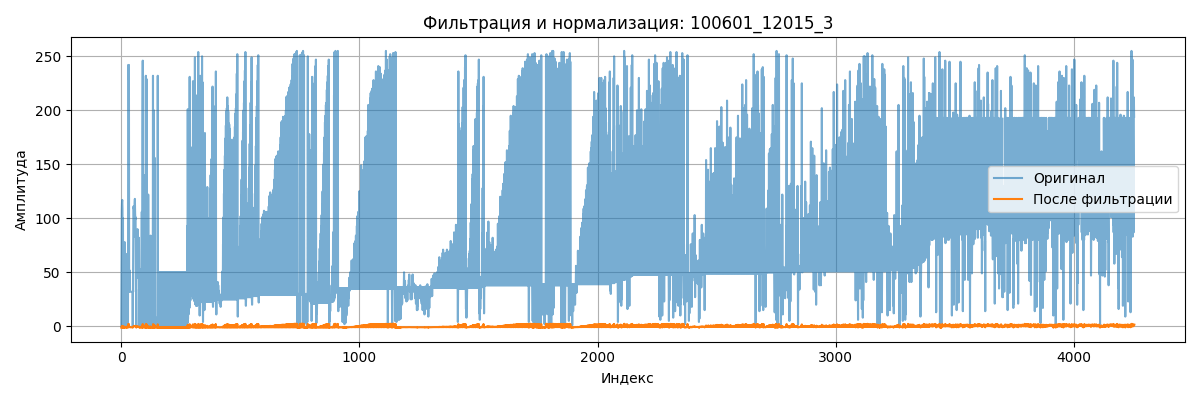 Фильтрация и нормализация: 100601_12015_3
Амплитуда
250
200
150
100
50
0
Оригинал
После фильтрации
0 1000 2000 3000 4000
Индекс